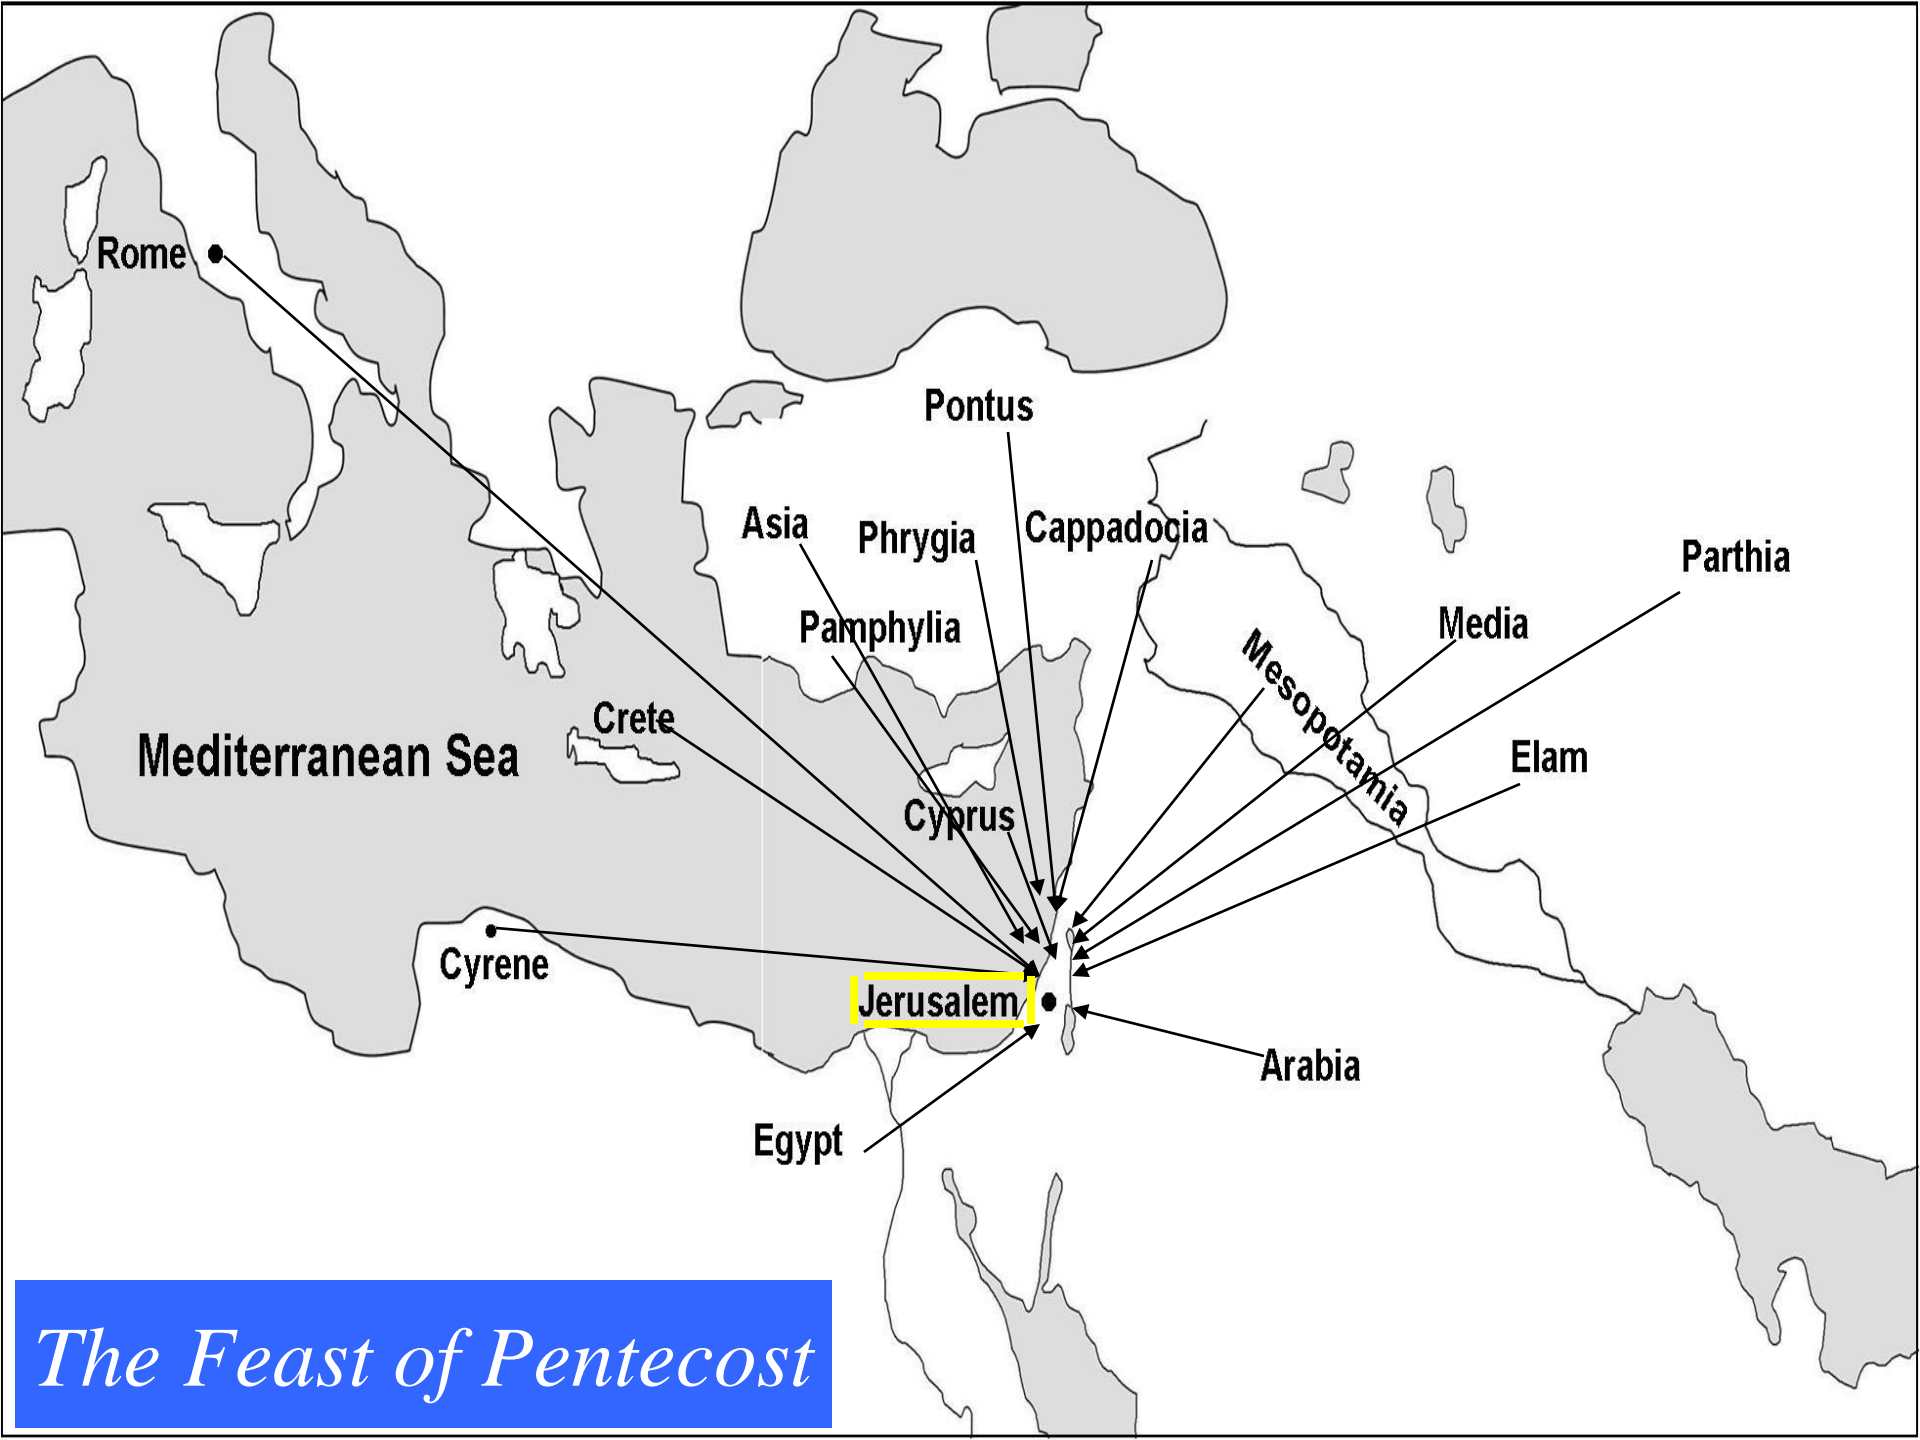 Rome
Pontus
Asia
Phrygia
Cappadocia
Parthia
Pamphylia
Media
Mesopotamia
Crete
Mediterranean Sea
Elam
Cyprus
Cyrene
Jerusalem
Arabia
Egypt
The Feast of Pentecost